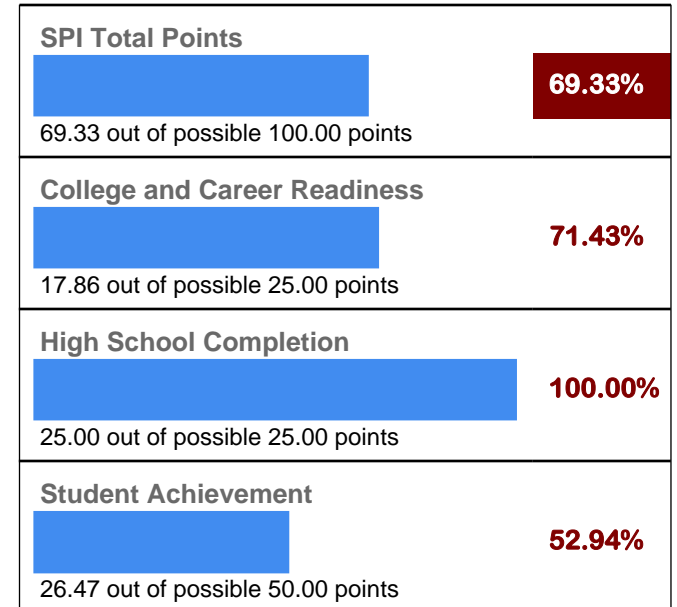 SPI Total Points
69.33%
69.33 out of possible 100.00 points
College and Career Readiness
71.43%
17.86 out of possible 25.00 points
High School Completion
100.00%
25.00 out of possible 25.00 points
Student Achievement
52.94%
26.47 out of possible 50.00 points